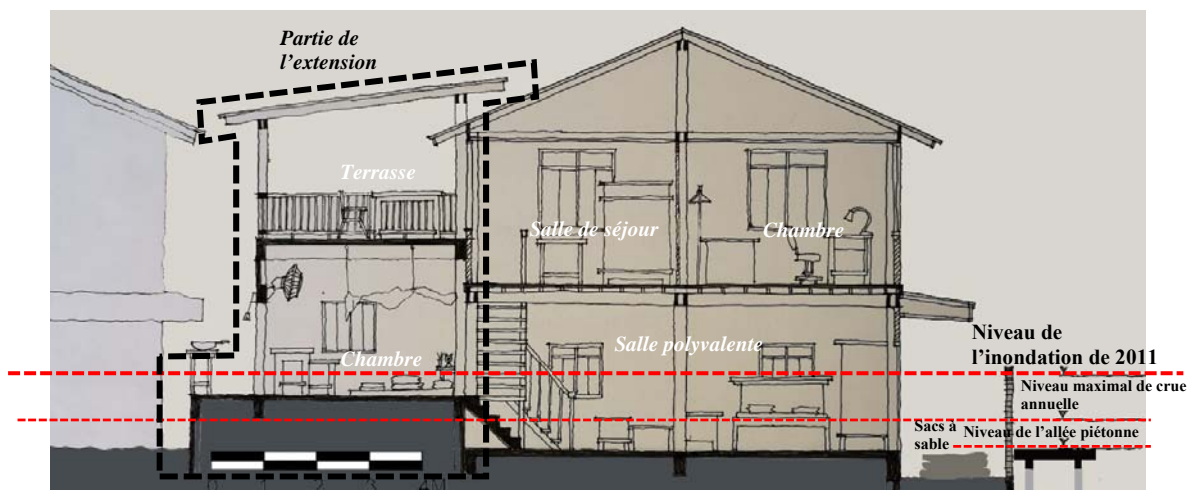 Partie de
l’extension
Terrasse
Salle de séjour
Chambre
Chambre
Salle polyvalente
Niveau de
l’inondation de 2011
Niveau maximal de crue
annuelle
Sacs à
sable
Niveau de l’allée piétonne